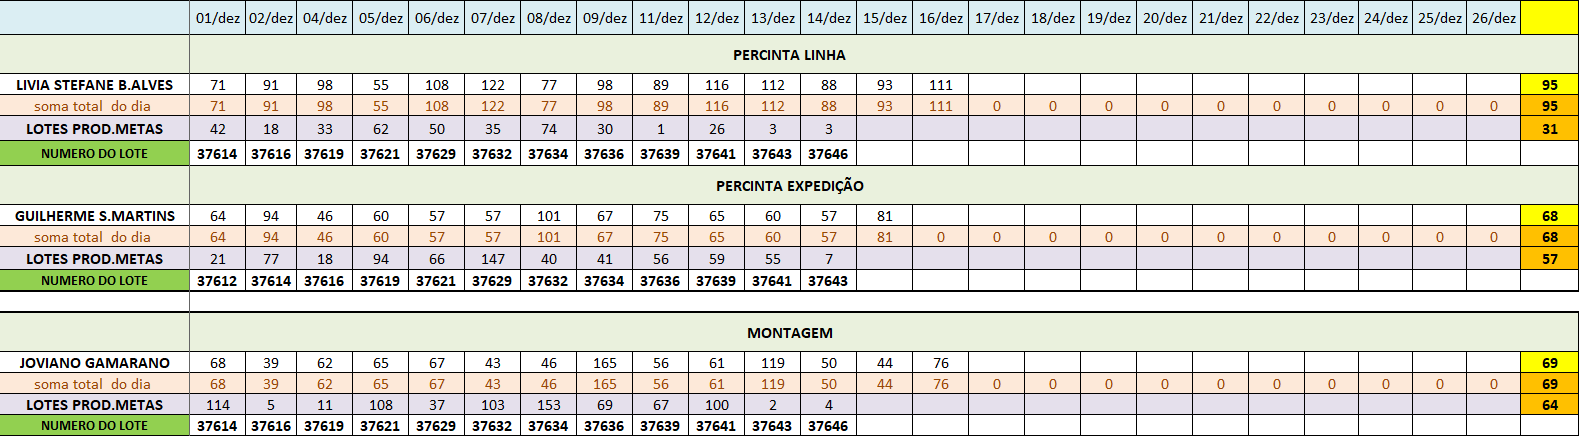 01/dez 02/dez 04/dez 05/dez 06/dez 07/dez 08/dez 09/dez 11/dez 12/dez 13/dez 14/dez 15/dez 16/dez 17/dez 18/dez 19/dez 20/dez 21/dez 22/dez 23/dez 24/dez 25/dez 26/dez
PERCINTA LINHA
LIVIA STEFANE B.ALVES 71 91 98 55 108 122 77 98 89 116 112 88 93 111 95
soma total do dia 71 91 98 55 108 122 77 98 89 116 112 88 93 111 0 0 0 0 0 0 0 0 0 0 95
LOTES PROD.METAS 42 18 33 62 50 35 74 30 1 26 3 3 31
NUMERO DO LOTE 37614 37616 37619 37621 37629 37632 37634 37636 37639 37641 37643 37646
PERCINTA EXPEDIÇÃO
GUILHERME S.MARTINS 64 94 46 60 57 57 101 67 75 65 60 57 81 68
soma total do dia 64 94 46 60 57 57 101 67 75 65 60 57 81 0 0 0 0 0 0 0 0 0 0 0 68
LOTES PROD.METAS 21 77 18 94 66 147 40 41 56 59 55 7 57
NUMERO DO LOTE 37612 37614 37616 37619 37621 37629 37632 37634 37636 37639 37641 37643
MONTAGEM
JOVIANO GAMARANO 68 39 62 65 67 43 46 165 56 61 119 50 44 76 69
soma total do dia 68 39 62 65 67 43 46 165 56 61 119 50 44 76 0 0 0 0 0 0 0 0 0 0 69
LOTES PROD.METAS 114 5 11 108 37 103 153 69 67 100 2 4 64
NUMERO DO LOTE 37614 37616 37619 37621 37629 37632 37634 37636 37639 37641 37643 37646